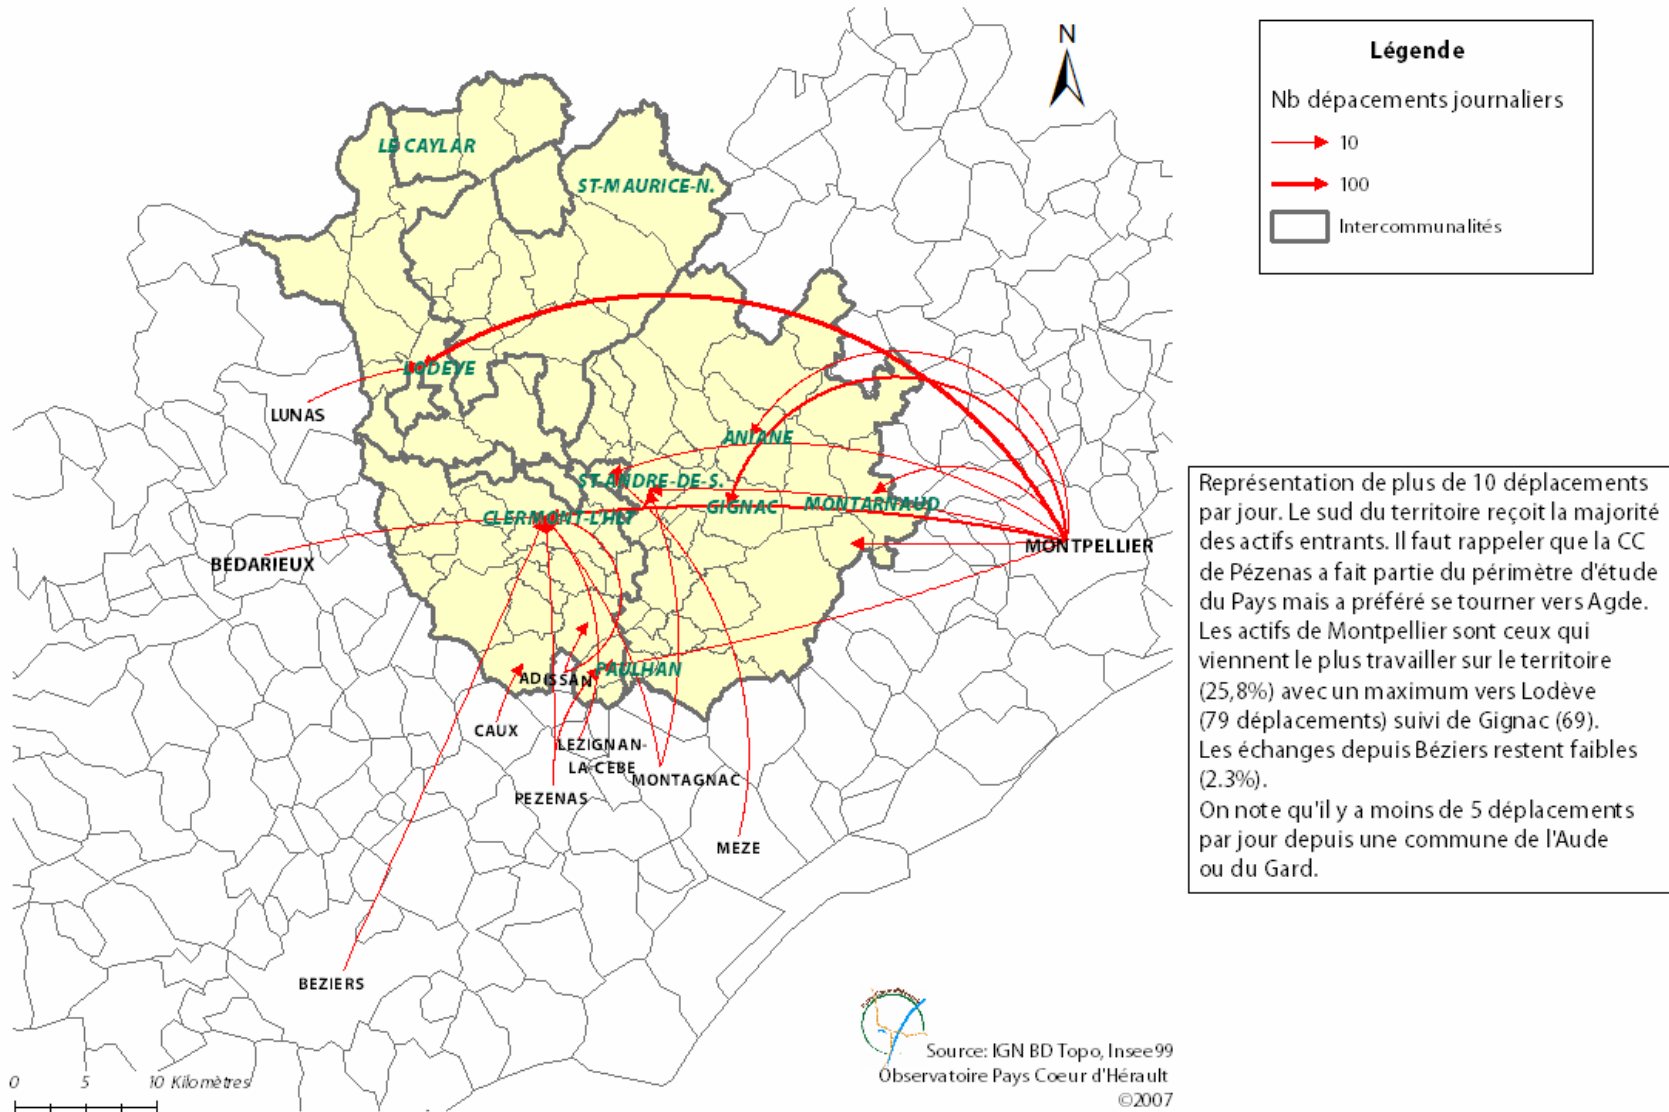 N
Légende
Nb dépacements journaliers
10
100
Intercommunalités
LE CAYLAR
ST-MAURICE-N.
LODEVE
LUNAS
ANIANE
ST-ANDRE-DE-S.
GIGNAC
MONTARNAUD
CLERMONT-L'HLT
MONTPELLIER
BEDARIEUX
PAULHAN
ADISSAN
CAUX
LEZIGNAN-
LA-CEBE
MONTAGNAC
PEZENAS
MEZE
BEZIERS
Représentation de plus de 10 déplacements
par jour. Le sud du territoire reçoit la majorité
des actifs entrants. Il faut rappeler que la CC
de Pézenas a fait partie du périmètre d'étude
du Pays mais a préféré se tourner vers Agde.
Les actifs de Montpellier sont ceux qui
viennent le plus travailler sur le territoire
(25,8%) avec un maximum vers Lodève
(79 déplacements) suivi de Gignac (69).
Les échanges depuis Béziers restent faibles
(2.3%).
On note qu'il y a moins de 5 déplacements
par jour depuis une commune de l'Aude
ou du Gard.
Source: IGN BD Topo, Insee99
Observatoire Pays Coeur d'Hérault
©2007
0 5 10 Kilomètres